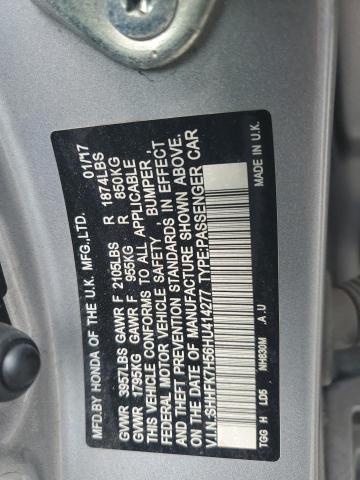 MFD.BY HONDA OF THE U.K. MFG.,LTD. 01/17
GVWR 3957LBS GAWR F 2105LBS R 1874LBS
GVWR 1795KG GAWR F 955KG R 850KG
THIS VEHICLE CONFORMS TO ALL APPLICABLE
FEDERAL MOTOR VEHICLE SAFETY, BUMPER, AND
THEFT PREVENTION STANDARDS IN EFFECT
ON THE DATE OF MANUFACTURE SHOWN ABOVE.
V.I.N.:SHHFK7H56HU414277 TYPE:PASSENGER CAR
TGG H LD5 NH830M .A.U MADE IN U.K.